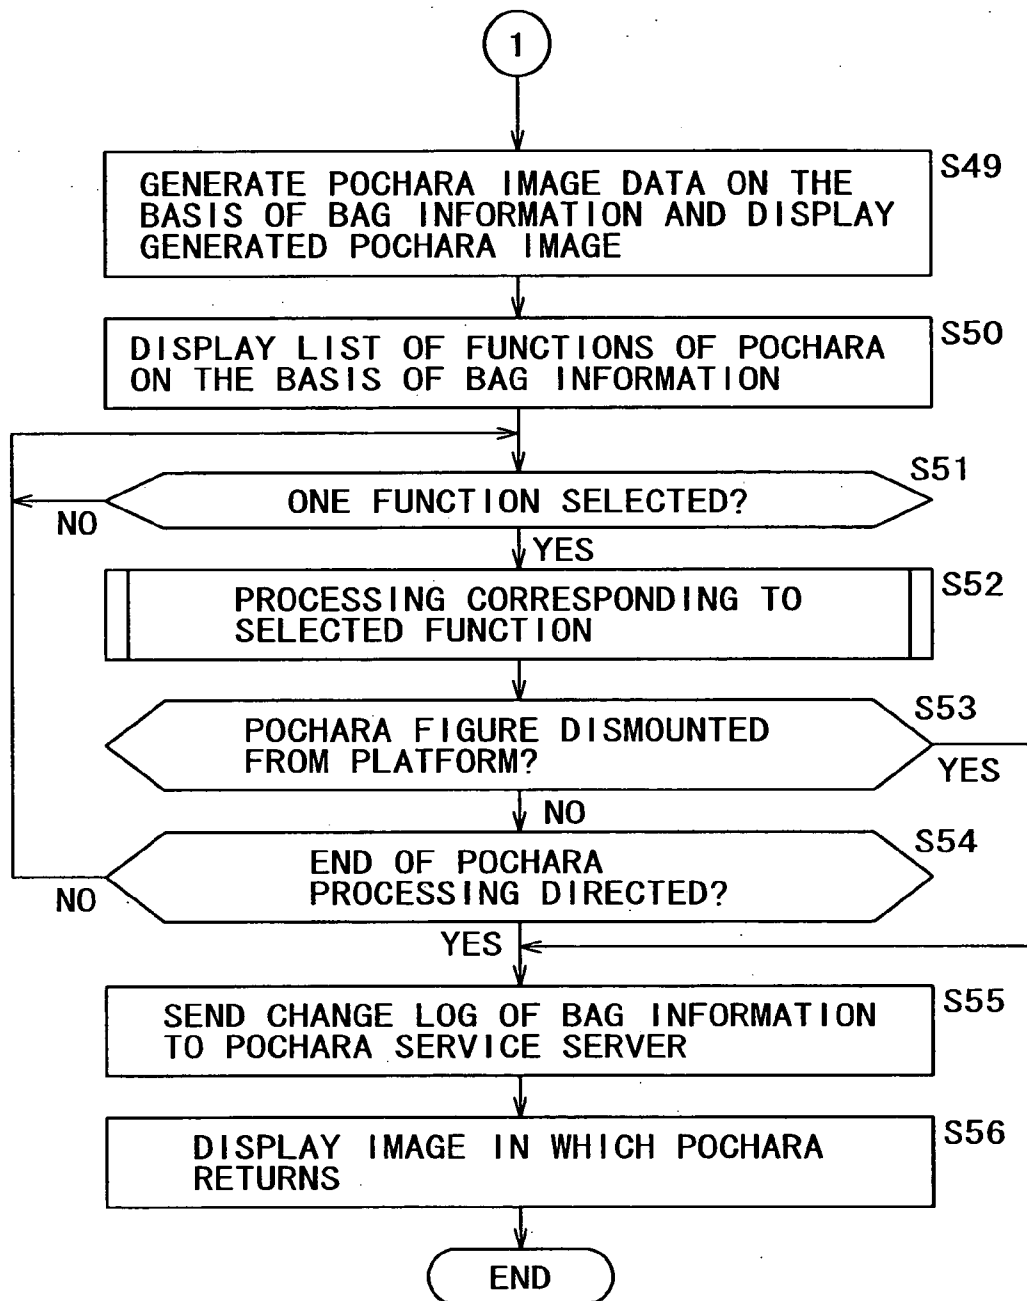 1
S49
GENERATE POCHARA IMAGE DATA ON THE
BASIS OF BAG INFORMATION AND DISPLAY
GENERATED POCHARA IMAGE
S50
DISPLAY LIST OF FUNCTIONS OF POCHARA
ON THE BASIS OF BAG INFORMATION
S51
ONE FUNCTION SELECTED?
NO
YES
S52
PROCESSING CORRESPONDING TO
SELECTED FUNCTION
S53
POCHARA FIGURE DISMOUNTED
FROM PLATFORM?
YES
NO
S54
END OF POCHARA
PROCESSING DIRECTED?
NO
YES
S55
SEND CHANGE LOG OF BAG INFORMATION
TO POCHARA SERVICE SERVER
S56
DISPLAY IMAGE IN WHICH POCHARA
RETURNS
END